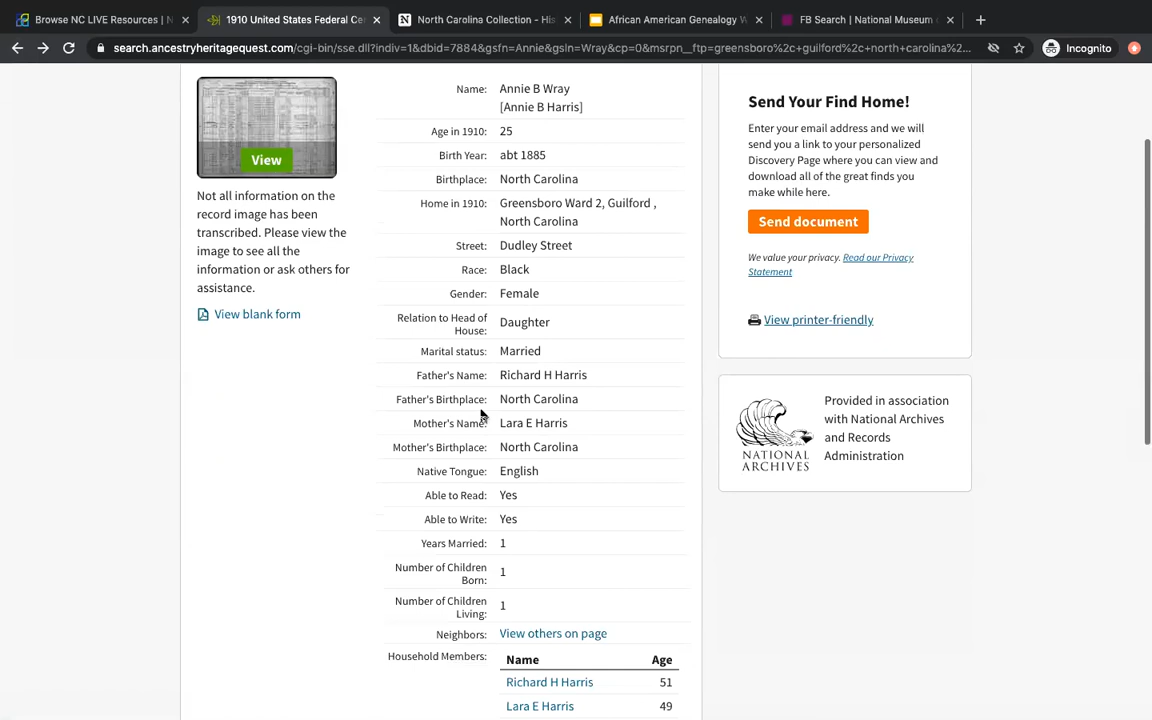 Browse NC LIVE Resources | N
1910 United States Federal Ce
North Carolina Collection - His
African American Genealogy W
FB Search | National Museum
search.ancestryheritagequest.com/cgi-bin/sse.dll?indiv=1&dbid=7884&gsfn=Annie&gsln=Wray&cp=0&msrpn__ftp=greensboro%2c+guilford%2c+north+carolina%2c...
Incognito
View
Not all information on the
record image has been
transcribed. Please view the
image to see all the
information or ask others for
assistance.
View blank form
Name: Annie B Wray
[Annie B Harris]
Age in 1910: 25
Birth Year: abt 1885
Birthplace: North Carolina
Home in 1910: Greensboro Ward 2, Guilford ,
North Carolina
Street: Dudley Street
Race: Black
Gender: Female
Relation to Head of
House: Daughter
Marital status: Married
Father's Name: Richard H Harris
Father's Birthplace: North Carolina
Mother's Name: Lara E Harris
Mother's Birthplace: North Carolina
Native Tongue: English
Able to Read: Yes
Able to Write: Yes
Years Married: 1
Number of Children
Born: 1
Number of Children
Living: 1
Neighbors: View others on page
Household Members: Name Age
Richard H Harris 51
Lara E Harris 49
Send Your Find Home!
Enter your email address and we will
send you a link to your personalized
Discovery Page where you can view and
download all of the great finds you
make while here.
Send document
We value your privacy. Read our Privacy
Statement
View printer-friendly
NATIONAL
ARCHIVES
Provided in association
with National Archives
and Records
Administration